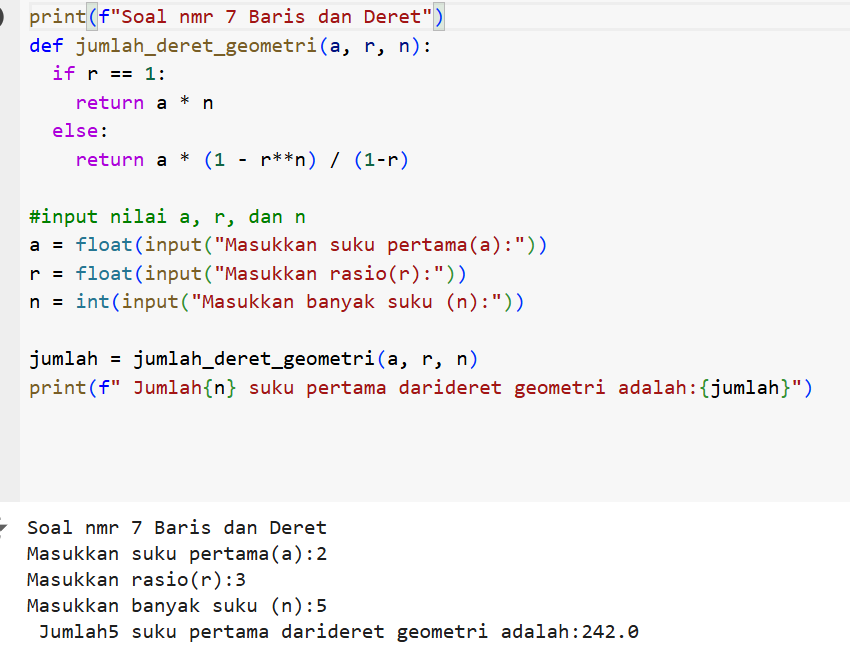 print(f"Soal nmr 7 Baris dan Deret")
def jumlah_deret_geometri(a, r, n):
  if r == 1:
    return a * n
  else:
    return a * (1 - r**n) / (1-r)

#input nilai a, r, dan n
a = float(input("Masukkan suku pertama(a):"))
r = float(input("Masukkan rasio(r):"))
n = int(input("Masukkan banyak suku (n):"))

jumlah = jumlah_deret_geometri(a, r, n)
print(f" Jumlah{n} suku pertama darideret geometri adalah:{jumlah}")

Soal nmr 7 Baris dan Deret
Masukkan suku pertama(a):2
Masukkan rasio(r):3
Masukkan banyak suku (n):5
 Jumlah5 suku pertama darideret geometri adalah:242.0